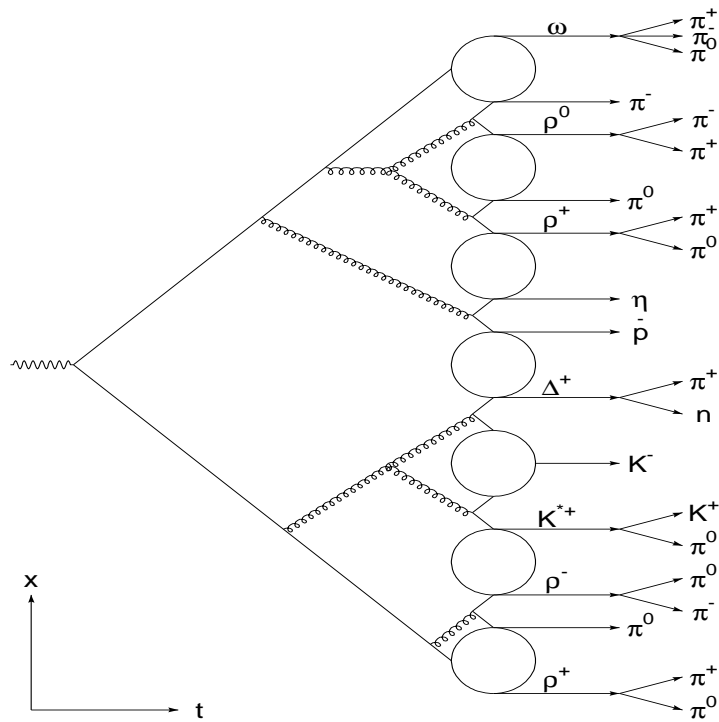 π⁺
ω π⁻
π⁰
π⁻
ρ⁰ π⁻
π⁺
π⁰
ρ⁺ π⁺
π⁰
η
p̄
Δ⁺ π⁺
n
K⁻
K*⁺ K⁺
π⁰
ρ⁻ π⁰
x π⁻
π⁰
ρ⁺ π⁺
t π⁰